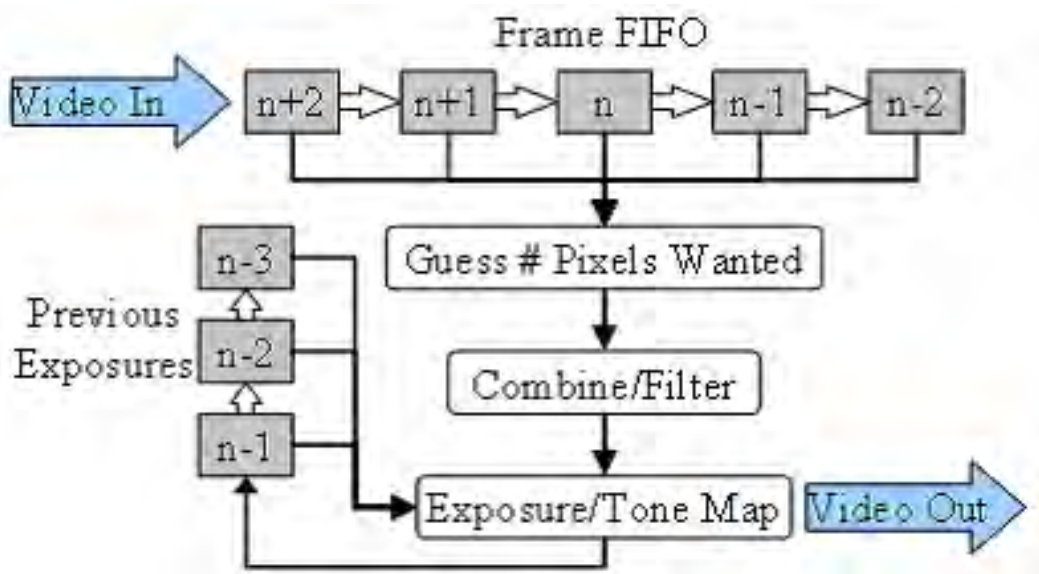 Frame FIFO
Video In
n+2
n+1
n
n-1
n-2
Guess # Pixels Wanted
n-3
Previous
Exposures
n-2
Combine/Filter
n-1
Exposure/Tone Map
Video Out